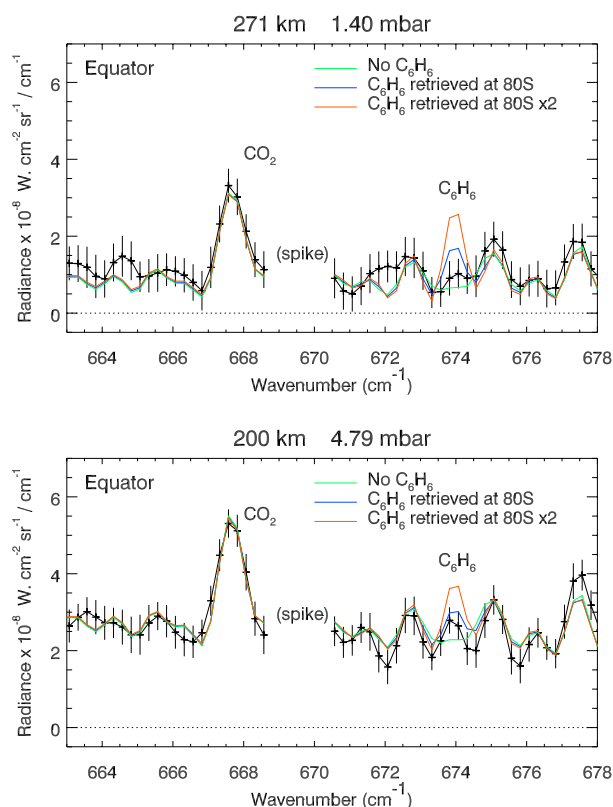 271 km 1.40 mbar
Equator
No C6H6
C6H6 retrieved at 80S
C6H6 retrieved at 80S x2
CO2
C6H6
(spike)
Radiance x 10-8 W. cm-2 sr-1 / cm-1
6
4
2
0
664 666 668 670 672 674 676 678
Wavenumber (cm-1)
200 km 4.79 mbar
Equator
No C6H6
C6H6 retrieved at 80S
C6H6 retrieved at 80S x2
CO2
C6H6
(spike)
Radiance x 10-8 W. cm-2 sr-1 / cm-1
6
4
2
0
664 666 668 670 672 674 676 678
Wavenumber (cm-1)